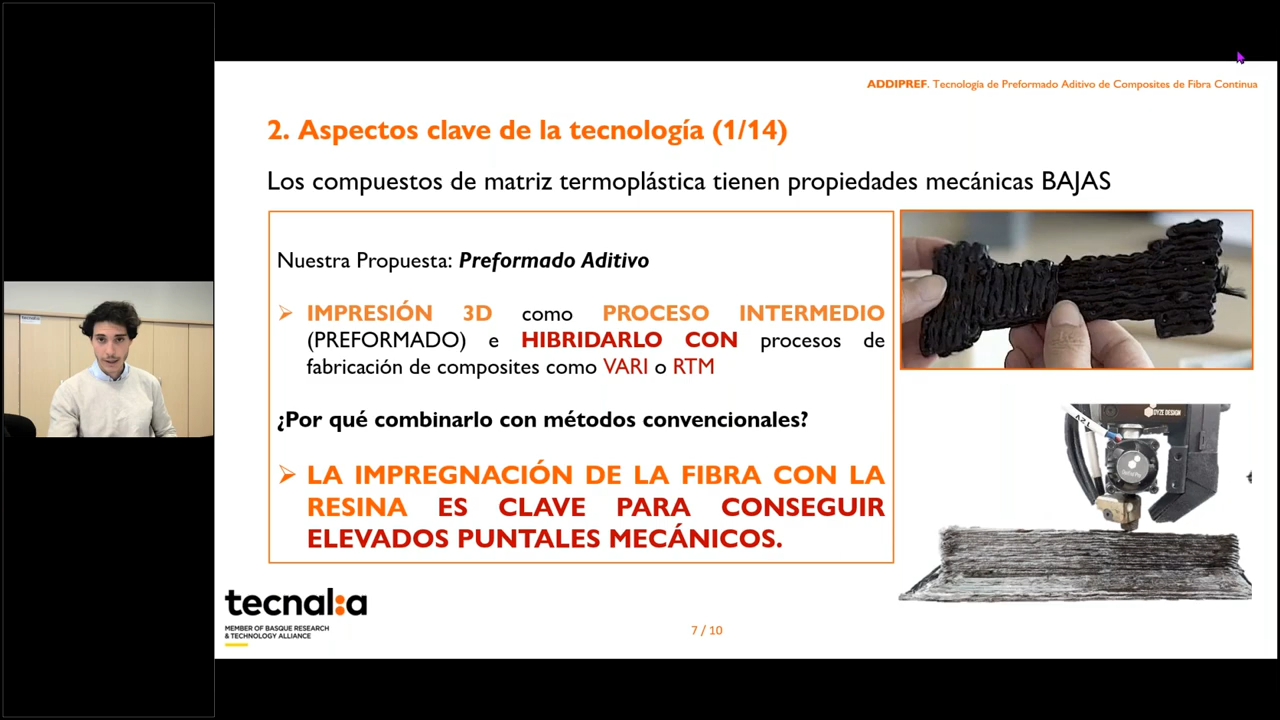 ADDIPREF. Tecnología de Preformado Aditivo de Composites de Fibra Continua
2. Aspectos clave de la tecnología (1/14)
Los compuestos de matriz termoplástica tienen propiedades mecánicas BAJAS
Nuestra Propuesta: Preformado Aditivo
➢ IMPRESIÓN 3D como PROCESO INTERMEDIO
(PREFORMADO) e HIBRIDARLO CON procesos de
fabricación de composites como VARI o RTM
¿Por qué combinarlo con métodos convencionales?
➢ LA IMPREGNACIÓN DE LA FIBRA CON LA
RESINA ES CLAVE PARA CONSEGUIR
ELEVADOS PUNTALES MECÁNICOS.
DYZE DESIGN
12V
tecnal:a
MEMBER OF BASQUE RESEARCH
& TECHNOLOGY ALLIANCE
7 / 10